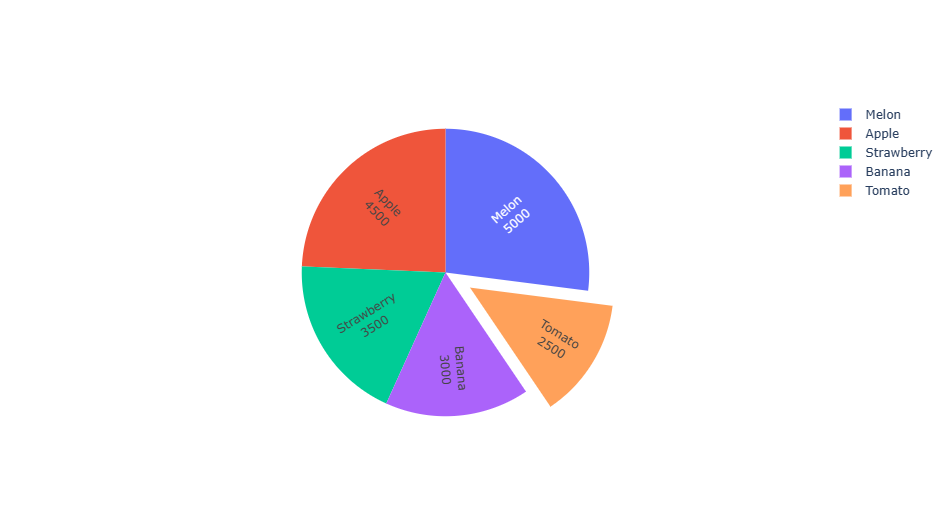 Melon
5000
Apple
4500
Strawberry
3500
Banana
3000
Tomato
2500
Melon
Apple
Strawberry
Banana
Tomato